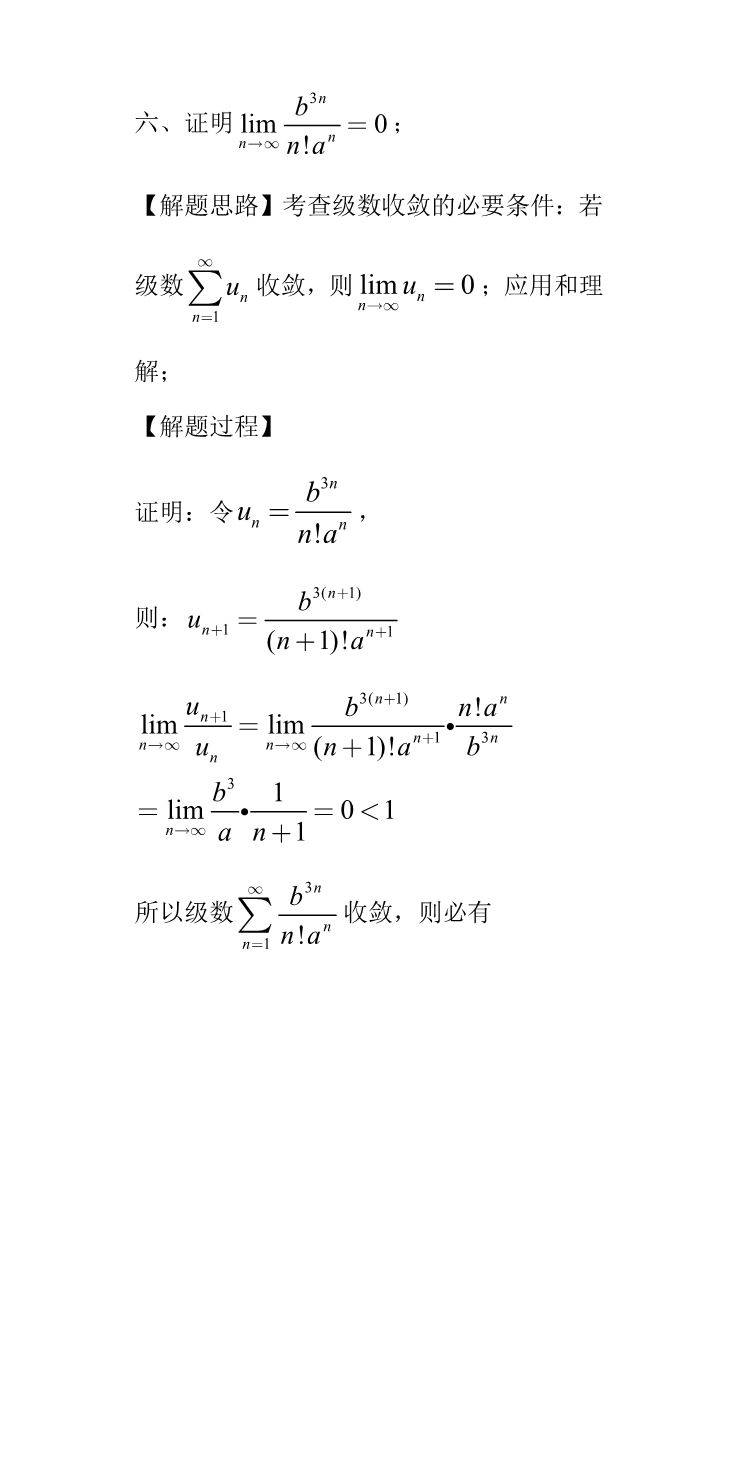 六、证明 $\lim_{n\to\infty}\frac{b^{3n}}{n!a^{n}}=0$；
【解题思路】考查级数收敛的必要条件：若
级数 $\sum_{n=1}^{\infty}u_n$ 收敛，则 $\lim_{n\to\infty}u_n=0$；应用和理
解；
【解题过程】
证明：令 $u_n=\frac{b^{3n}}{n!a^{n}}$，
则：$u_{n+1}=\frac{b^{3(n+1)}}{(n+1)!a^{n+1}}$
$\lim_{n\to\infty}\frac{u_{n+1}}{u_n}=\lim_{n\to\infty}\frac{b^{3(n+1)}}{(n+1)!a^{n+1}}\bullet\frac{n!a^{n}}{b^{3n}}$
$=\lim_{n\to\infty}\frac{b^{3}}{a}\bullet\frac{1}{n+1}=0<1$
所以级数 $\sum_{n=1}^{\infty}\frac{b^{3n}}{n!a^{n}}$ 收敛，则必有